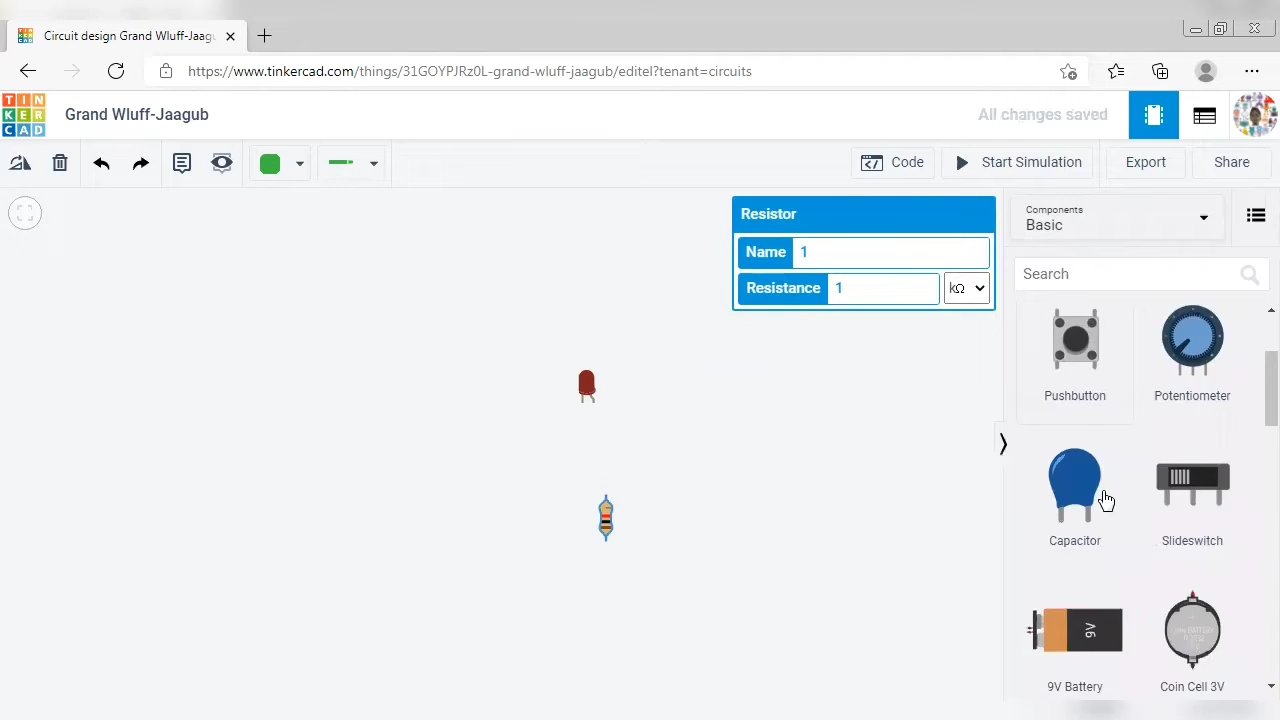 Circuit design Grand Wluff-Jaagu
https://www.tinkercad.com/things/31GOYPJRz0L-grand-wluff-jaagub/editel?tenant=circuits
TIN
KER
CAD
Grand Wluff-Jaagub
All changes saved
Code
Start Simulation
Export
Share
Resistor
Name 1
Resistance 1 kΩ
Components
Basic
Search
Pushbutton
Potentiometer
Capacitor
Slideswitch
9V
9V Battery
Coin Cell 3V